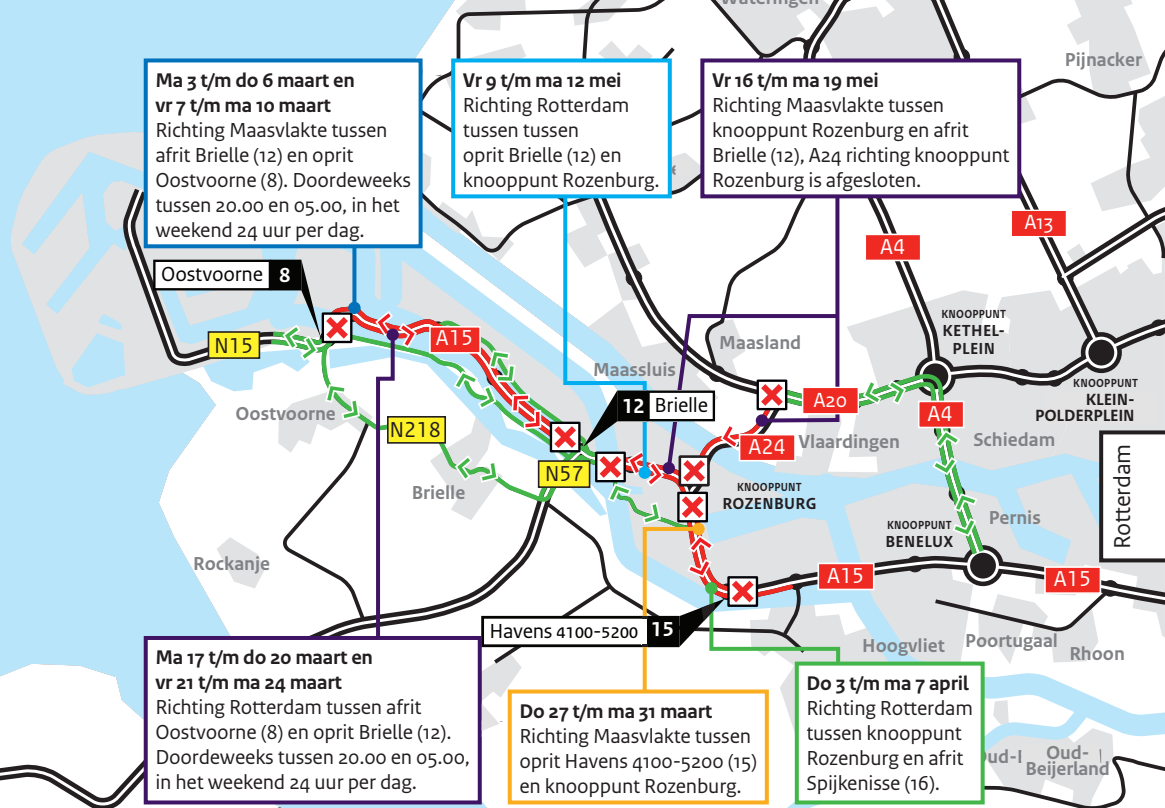 Wateringen
Pijnacker
Ma 3 t/m do 6 maart en
vr 7 t/m ma 10 maart
Richting Maasvlakte tussen
afrit Brielle (12) en oprit
Oostvoorne (8). Doordeweeks
tussen 20.00 en 05.00, in het
weekend 24 uur per dag.
Vr 9 t/m ma 12 mei
Richting Rotterdam
tussen tussen
oprit Brielle (12) en
knooppunt Rozenburg.
Vr 16 t/m ma 19 mei
Richting Maasvlakte tussen
knooppunt Rozenburg en afrit
Brielle (12), A24 richting knooppunt
Rozenburg is afgesloten.
A4
A13
Oostvoorne 8
N15
A15
Maassluis
Maasland
KNOOPPUNT
KETHEL-
PLEIN
KNOOPPUNT
KLEIN-
POLDERPLEIN
12 Brielle
A20
A4
Oostvoorne
N218
A24
Vlaardingen
Schiedam
Rotterdam
N57
Brielle
KNOOPPUNT
ROZENBURG
KNOOPPUNT
BENELUX
Pernis
Rockanje
A15
A15
Havens 4100-5200 15
Hoogvliet
Poortugaal
Rhoon
Ma 17 t/m do 20 maart en
vr 21 t/m ma 24 maart
Richting Rotterdam tussen afrit
Oostvoorne (8) en oprit Brielle (12).
Doordeweeks tussen 20.00 en 05.00,
in het weekend 24 uur per dag.
Do 27 t/m ma 31 maart
Richting Maasvlakte tussen
oprit Havens 4100-5200 (15)
en knooppunt Rozenburg.
Do 3 t/m ma 7 april
Richting Rotterdam
tussen knooppunt
Rozenburg en afrit
Spijkenisse (16).
Oud-
Beijerland